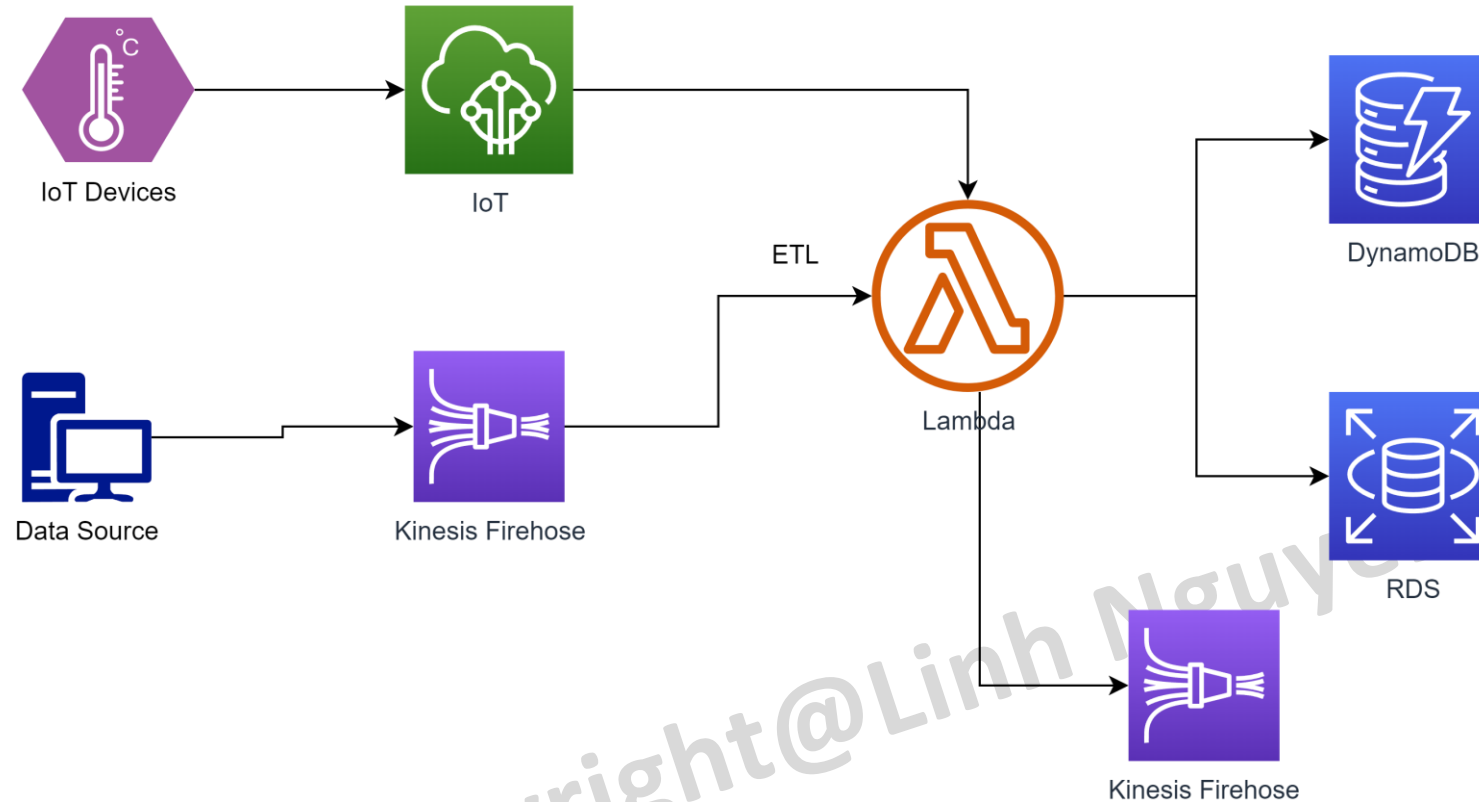 °C
IoT Devices
IoT
DynamoDB
ETL
Lambda
Data Source
Kinesis Firehose
RDS
right@Linh Nguye
Kinesis Firehose